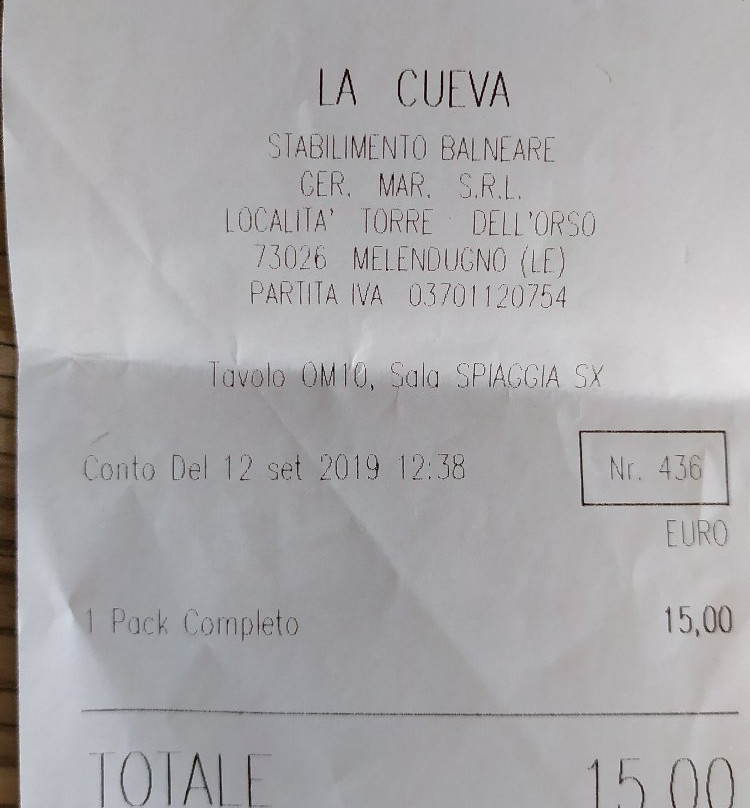 LA CUEVA
STABILIMENTO BALNEARE
GER. MAR. S.R.L.
LOCALITA' TORRE DELL'ORSO
73026 MELENDUGNO (LE)
PARTITA IVA 03701120754
Tavolo OM10, Sala SPIAGGIA SX
Conto Del 12 set 2019 12:38 Nr. 436
EURO
1 Pack Completo 15,00
TOTALE 15,00